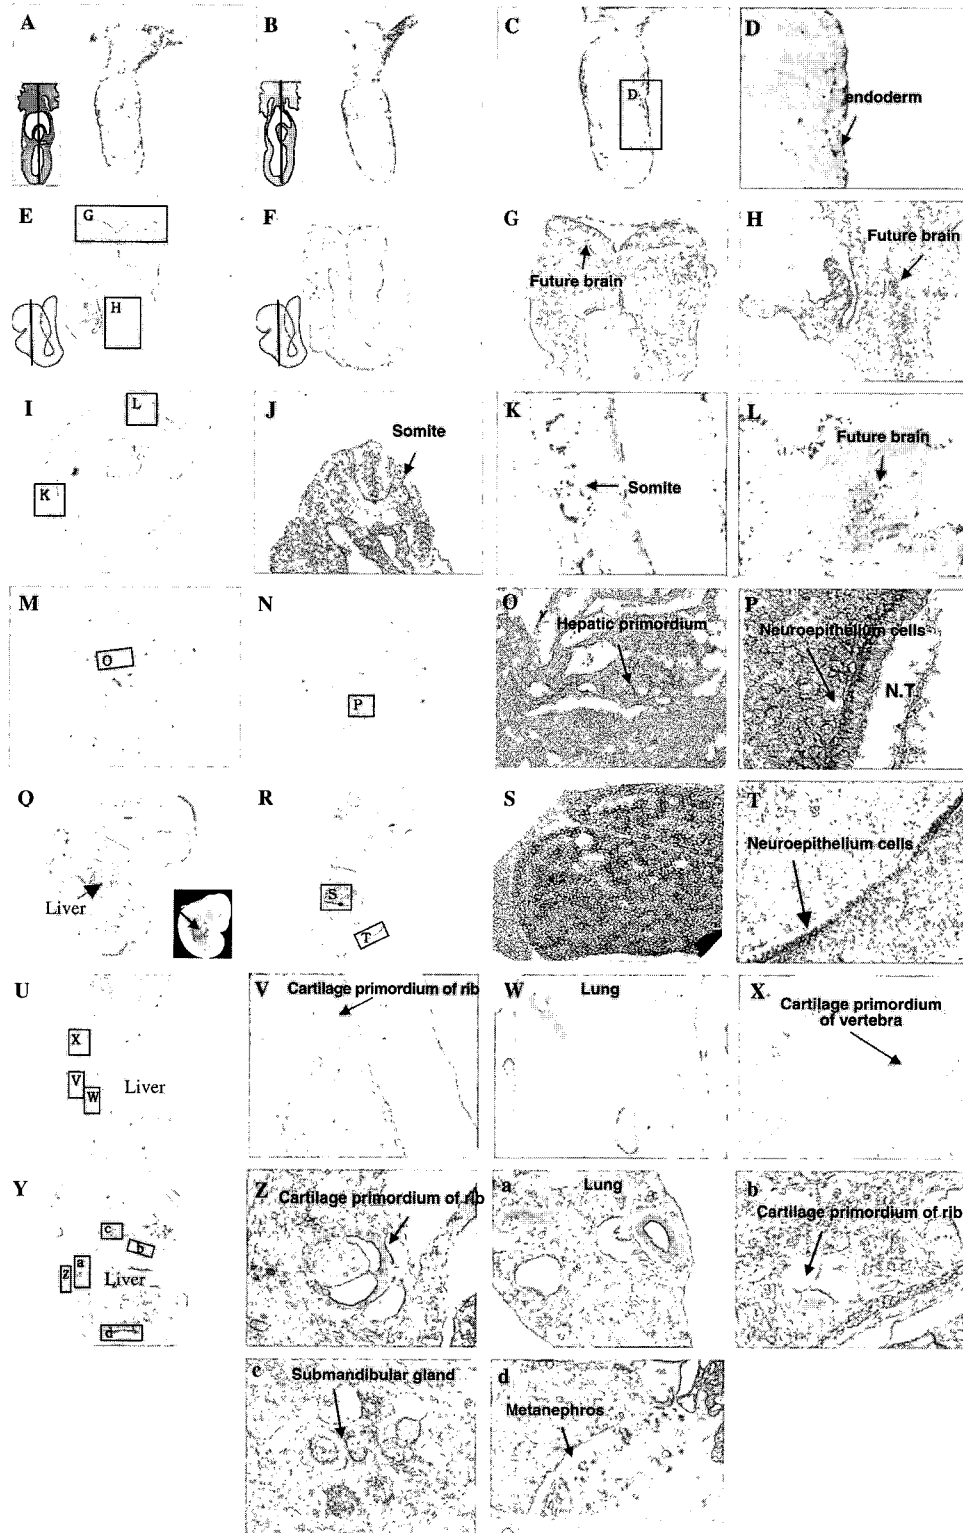 A
B
C
D
D
endoderm
E
G
H
F
G
Future brain
H
Future brain
I
L
K
J
Somite
K
Somite
L
Future brain
M
O
N
P
O
Hepatic primordium
P
Neuroepithelium cells
N.T.
Q
Liver
R
S
T
S
T
Neuroepithelium cells
U
X
V
W
Liver
V
Cartilage primordium of rib
W
Lung
X
Cartilage primordium
of vertebra
Y
c
b
a
Z
Liver
d
Z
Cartilage primordium of rib
a
Lung
b
Cartilage primordium of rib
c
Submandibular gland
d
Metanephros